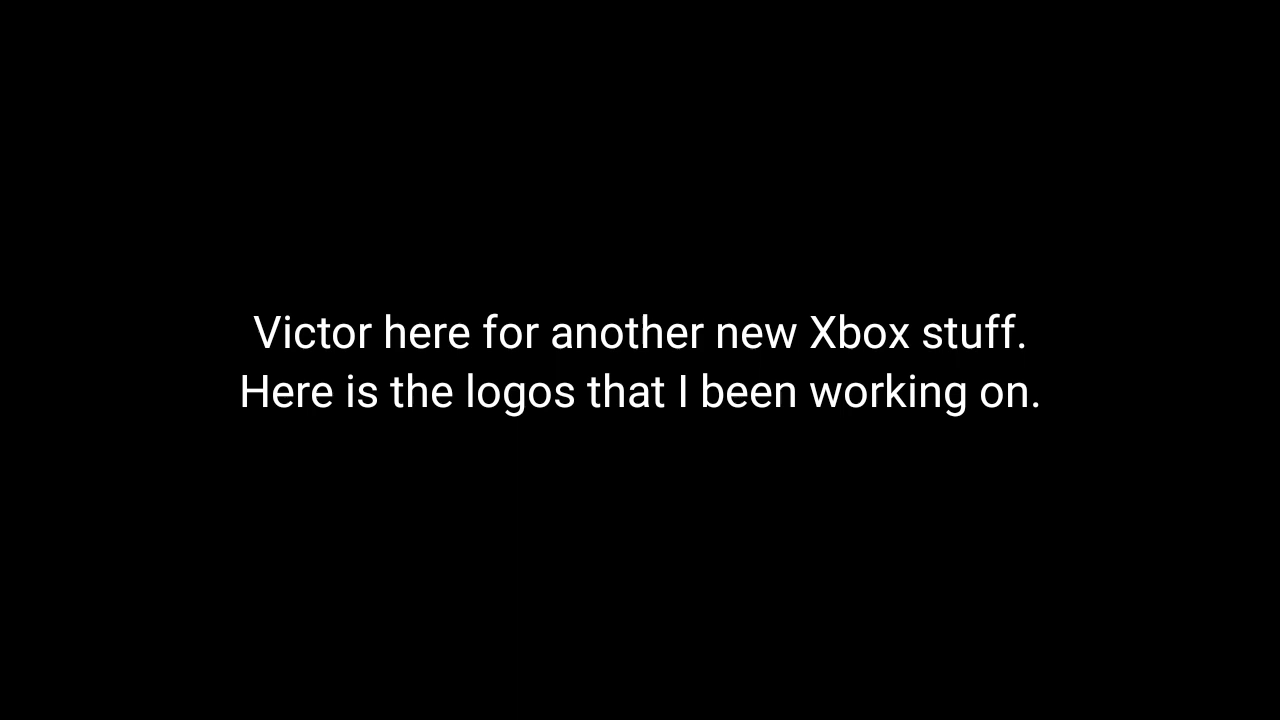 Victor here for another new Xbox stuff.
Here is the logos that I been working on.